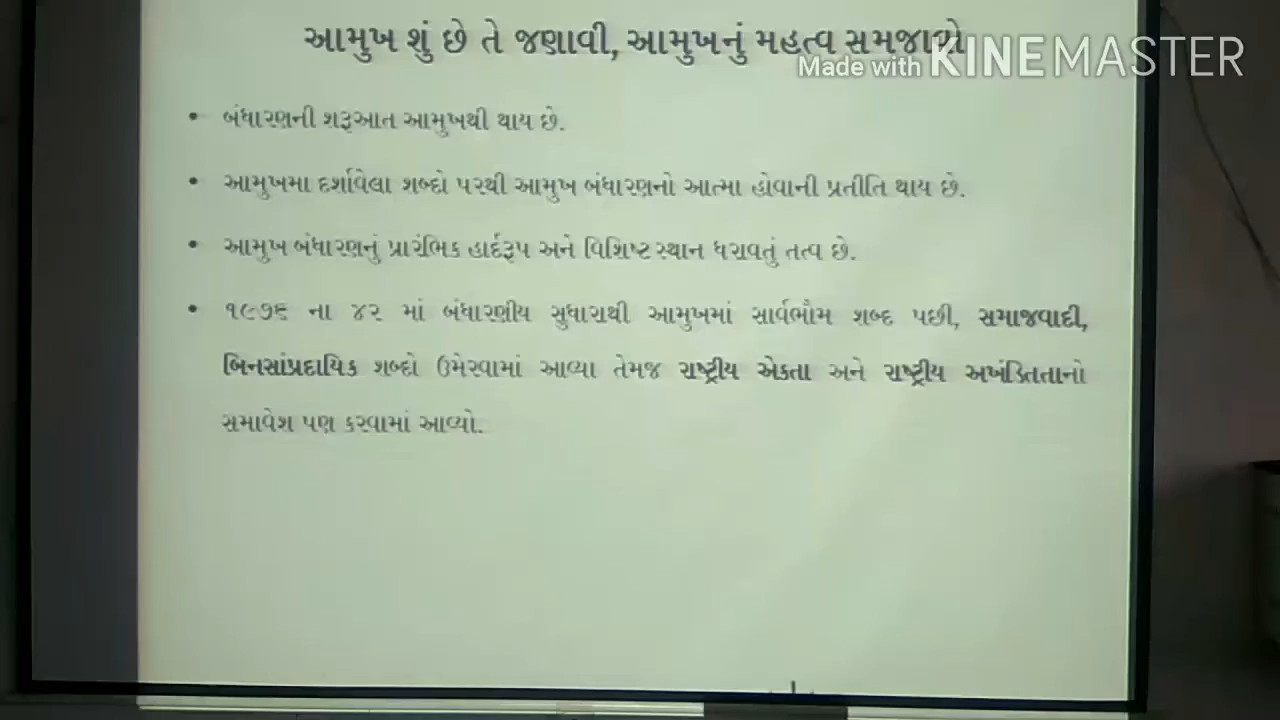 આમુખ શું છે તે જણાવી, આમુખનું મહત્વ સમજાવો
Made with KINEMASTER
• બંધારણની શરૂઆત આમુખથી થાય છે.
• આમુખમા દર્શાવેલા શબ્દો પરથી આમુખ બંધારણનો આત્મા હોવાની પ્રતીતિ થાય છે.
• આમુખ બંધારણનું પ્રારંભિક હાર્દરૂપ અને વિશિષ્ટ સ્થાન ધરાવતું તત્વ છે.
• ૧૯૭૬ ના ૪૨ માં બંધારણીય સુધારાથી આમુખમાં સાર્વભૌમ શબ્દ પછી, સમાજવાદી,
બિનસાંપ્રદાયિક શબ્દો ઉમેરવામાં આવ્યા તેમજ રાષ્ટ્રીય એકતા અને રાષ્ટ્રીય અખંડિતતાનો
સમાવેશ પણ કરવામાં આવ્યો.